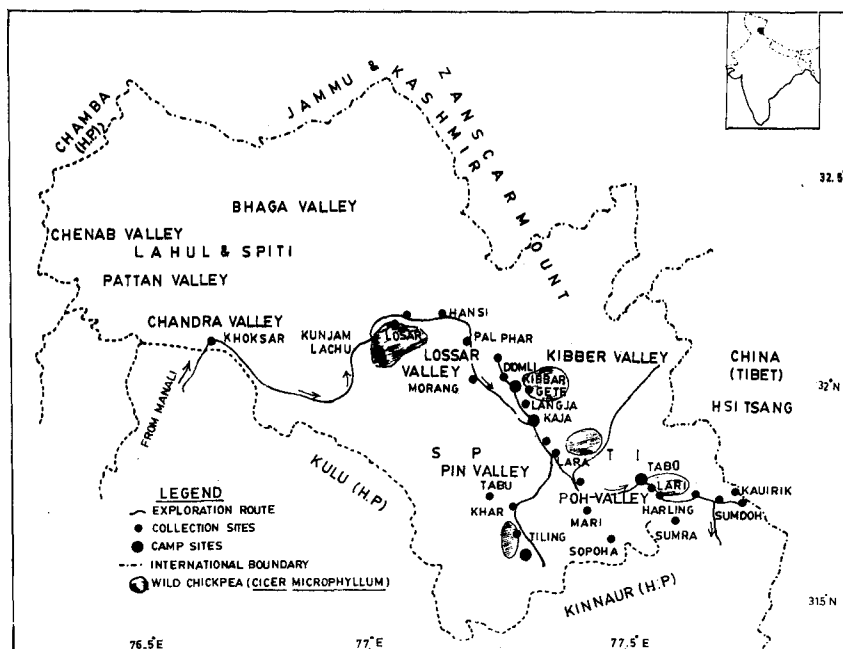 CHAMBA
(H.P.)
JAMMU &
KASHMIR
ZANSCAR MOUNT
32.5
BHAGA VALLEY
CHENAB VALLEY
LAHUL & SPITI
PATTAN VALLEY
CHANDRA VALLEY
KHOKSAR
KUNJAM
LACHU
LOSAR
HANSI
PAL PHAR
LOSSAR
VALLEY
MORANG
DOMLI
KIBBER VALLEY
KIBBAR
GETE
LANGJA
KAJA
CHINA
(TIBET)
32°N
HSI TSANG
FROM MANALI
KULU (H.P)
SPITI
PIN VALLEY
LARA
TABU
KHAR
TILING
POH-VALLEY
MARI
SOPOHA
TABO
LARI
HARLING
SUMRA
KAUIRIK
SUMDOH
KINNAUR (H.P)
31.5
N
LEGEND
EXPLORATION ROUTE
COLLECTION SITES
CAMP SITES
INTERNATIONAL BOUNDARY
WILD CHICKPEA (CICER MICROPHYLLUM)
76.5°E
77°E
77.5°E